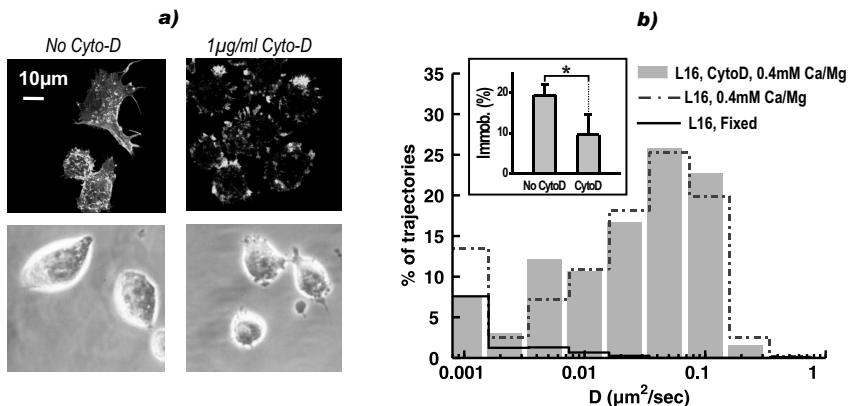 a)
No Cyto-D
1µg/ml Cyto-D
10µm
b)
% of trajectories
35
30
25
20
15
10
5
0
0.001
0.01
0.1
1
D (µm²/sec)
L16, CytoD, 0.4mM Ca/Mg
L16, 0.4mM Ca/Mg
L16, Fixed
Immob. (%)
20
10
0
*
No CytoD
CytoD